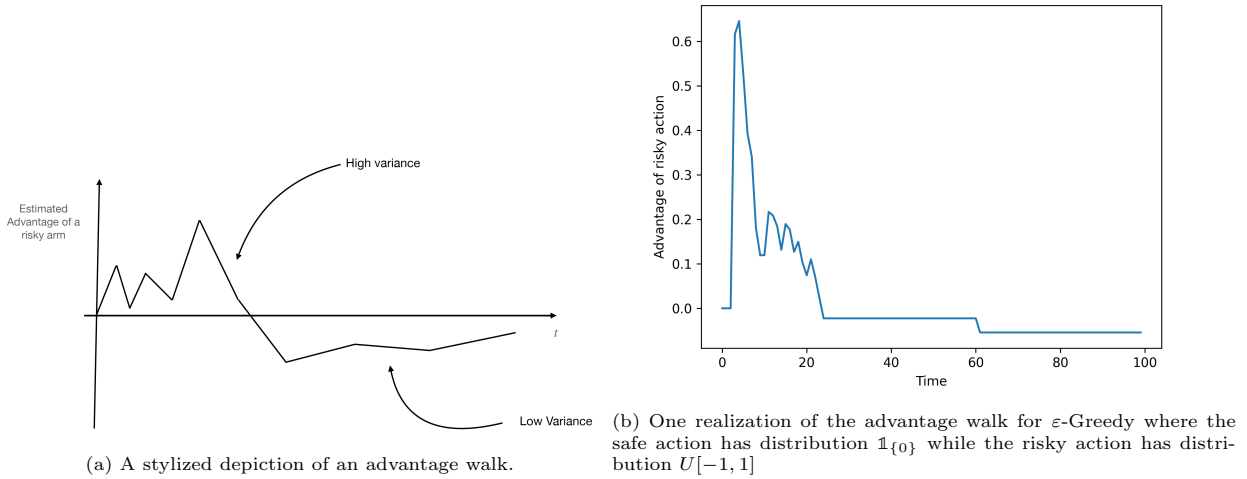 High variance
Estimated
Advantage of a
risky arm
t
Low Variance
(a) A stylized depiction of an advantage walk.
Advantage of risky action
0.6
0.5
0.4
0.3
0.2
0.1
0.0
0
20
40
60
80
100
Time
(b) One realization of the advantage walk for ε-Greedy where the
safe action has distribution 𝟙{0} while the risky action has distri-
bution U[−1, 1]